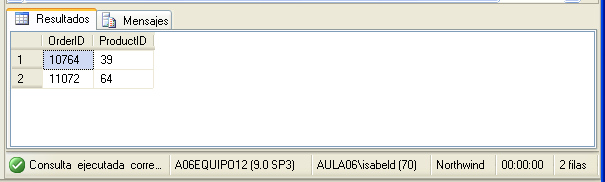 Resultados Mensajes
OrderID ProductID
1 10764 39
2 11072 64
Consulta ejecutada corre... A06EQUIPO12 (9.0 SP3) AULA06\isabeld (70) Northwind 00:00:00 2 filas